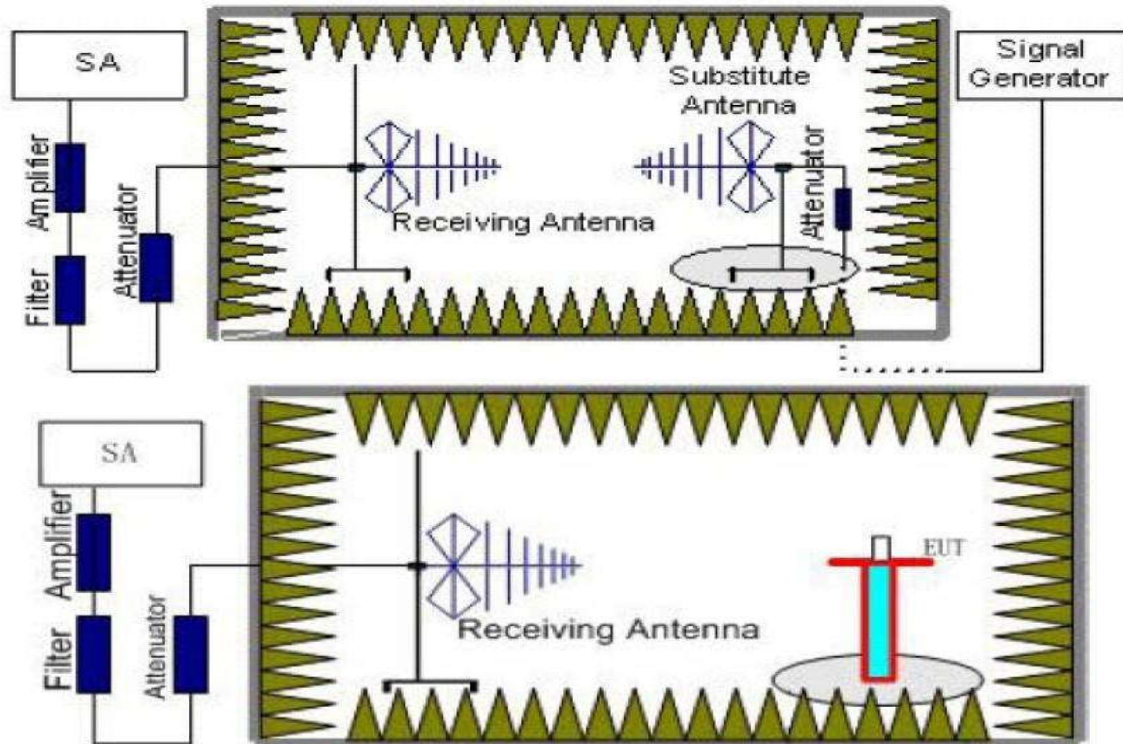 SA
Signal
Generator
Substitute
Antenna
Amplifier
Attenuator
Attenuator
Receiving Antenna
Filter
SA
Amplifier
EUT
Receiving Antenna
Filter
Attenuator